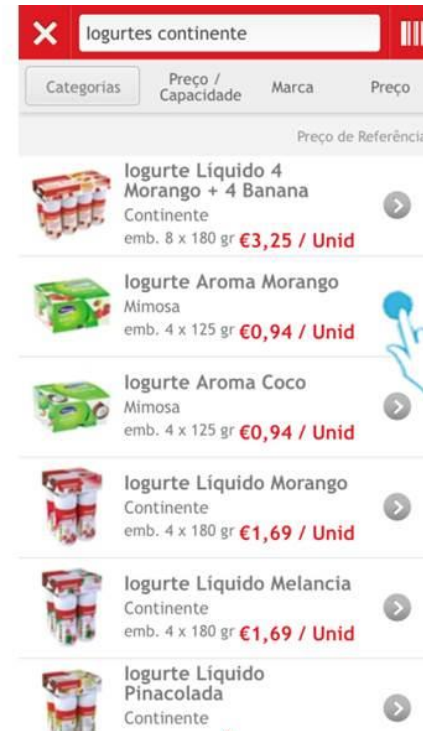 Iogurtes continente
Categorias
Preço /
Capacidade
Marca
Preço
Preço de Referência
Iogurte Líquido 4
Morango + 4 Banana
Continente
emb. 8 x 180 gr €3,25 / Unid
Iogurte Aroma Morango
Mimosa
emb. 4 x 125 gr €0,94 / Unid
Iogurte Aroma Coco
Mimosa
emb. 4 x 125 gr €0,94 / Unid
Iogurte Líquido Morango
Continente
emb. 4 x 180 gr €1,69 / Unid
Iogurte Líquido Melancia
Continente
emb. 4 x 180 gr €1,69 / Unid
Iogurte Líquido
Pinacolada
Continente